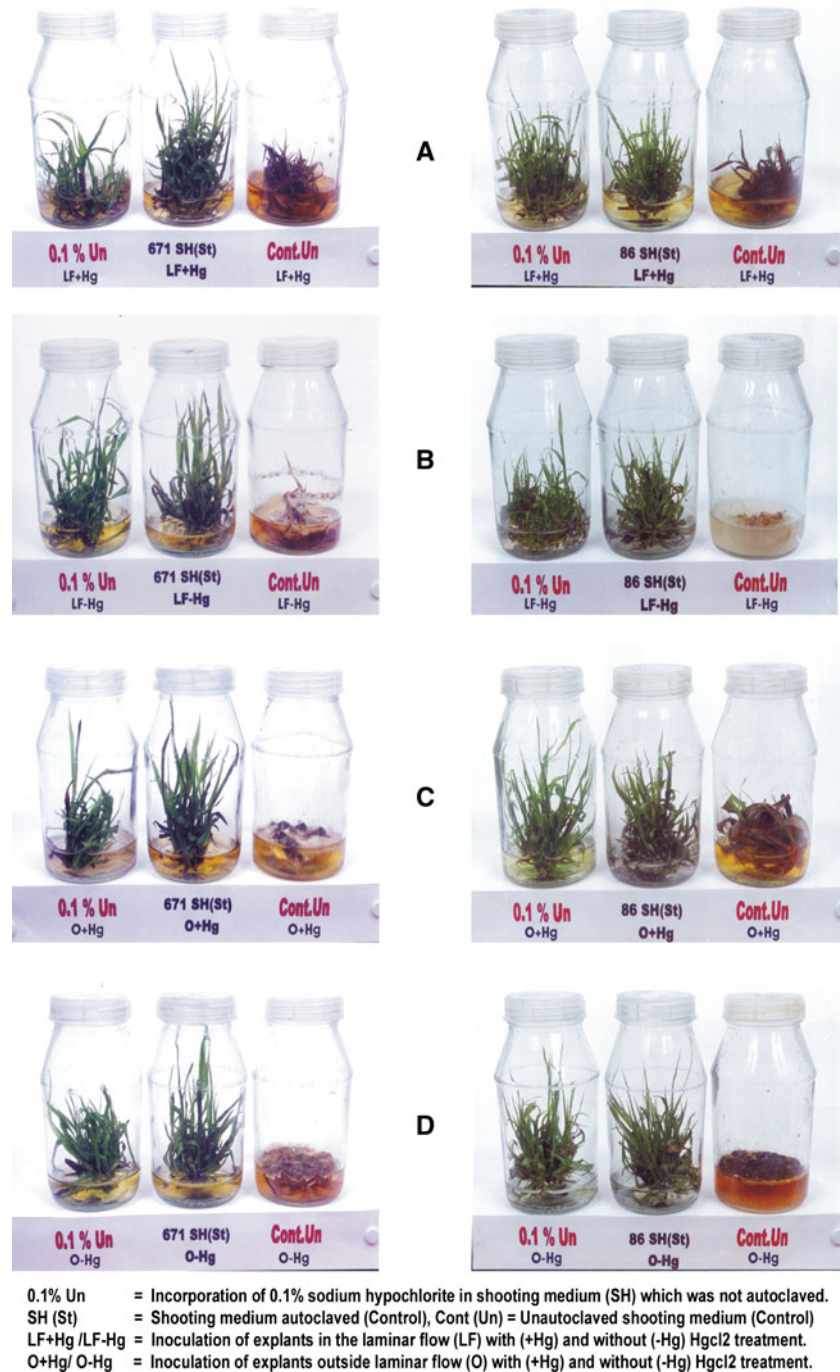 A
0.1 % Un 671 SH(St) Cont.Un
LF+Hg LF+Hg LF+Hg
0.1 % Un 86 SH(St) Cont.Un
LF+Hg LF+Hg LF+Hg
B
0.1 % Un 671 SH(St) Cont.Un
LF-Hg LF-Hg LF-Hg
0.1 % Un 86 SH(St) Cont.Un
LF-Hg LF-Hg LF-Hg
C
0.1 % Un 671 SH(St) Cont.Un
O+Hg O+Hg O+Hg
0.1 % Un 86 SH(St) Cont.Un
O+Hg O+Hg O+Hg
D
0.1 % Un 671 SH(St) Cont.Un
O-Hg O-Hg O-Hg
0.1 % Un 86 SH(St) Cont.Un
O-Hg O-Hg O-Hg
0.1% Un = Incorporation of 0.1% sodium hypochlorite in shooting medium (SH) which was not autoclaved.
SH (St) = Shooting medium autoclaved (Control), Cont (Un) = Unautoclaved shooting medium (Control)
LF+Hg /LF-Hg = Inoculation of explants in the laminar flow (LF) with (+Hg) and without (-Hg) Hgcl2 treatment.
O+Hg/ O-Hg = Inoculation of explants outside laminar flow (O) with (+Hg) and without (-Hg) Hgcl2 treatment.